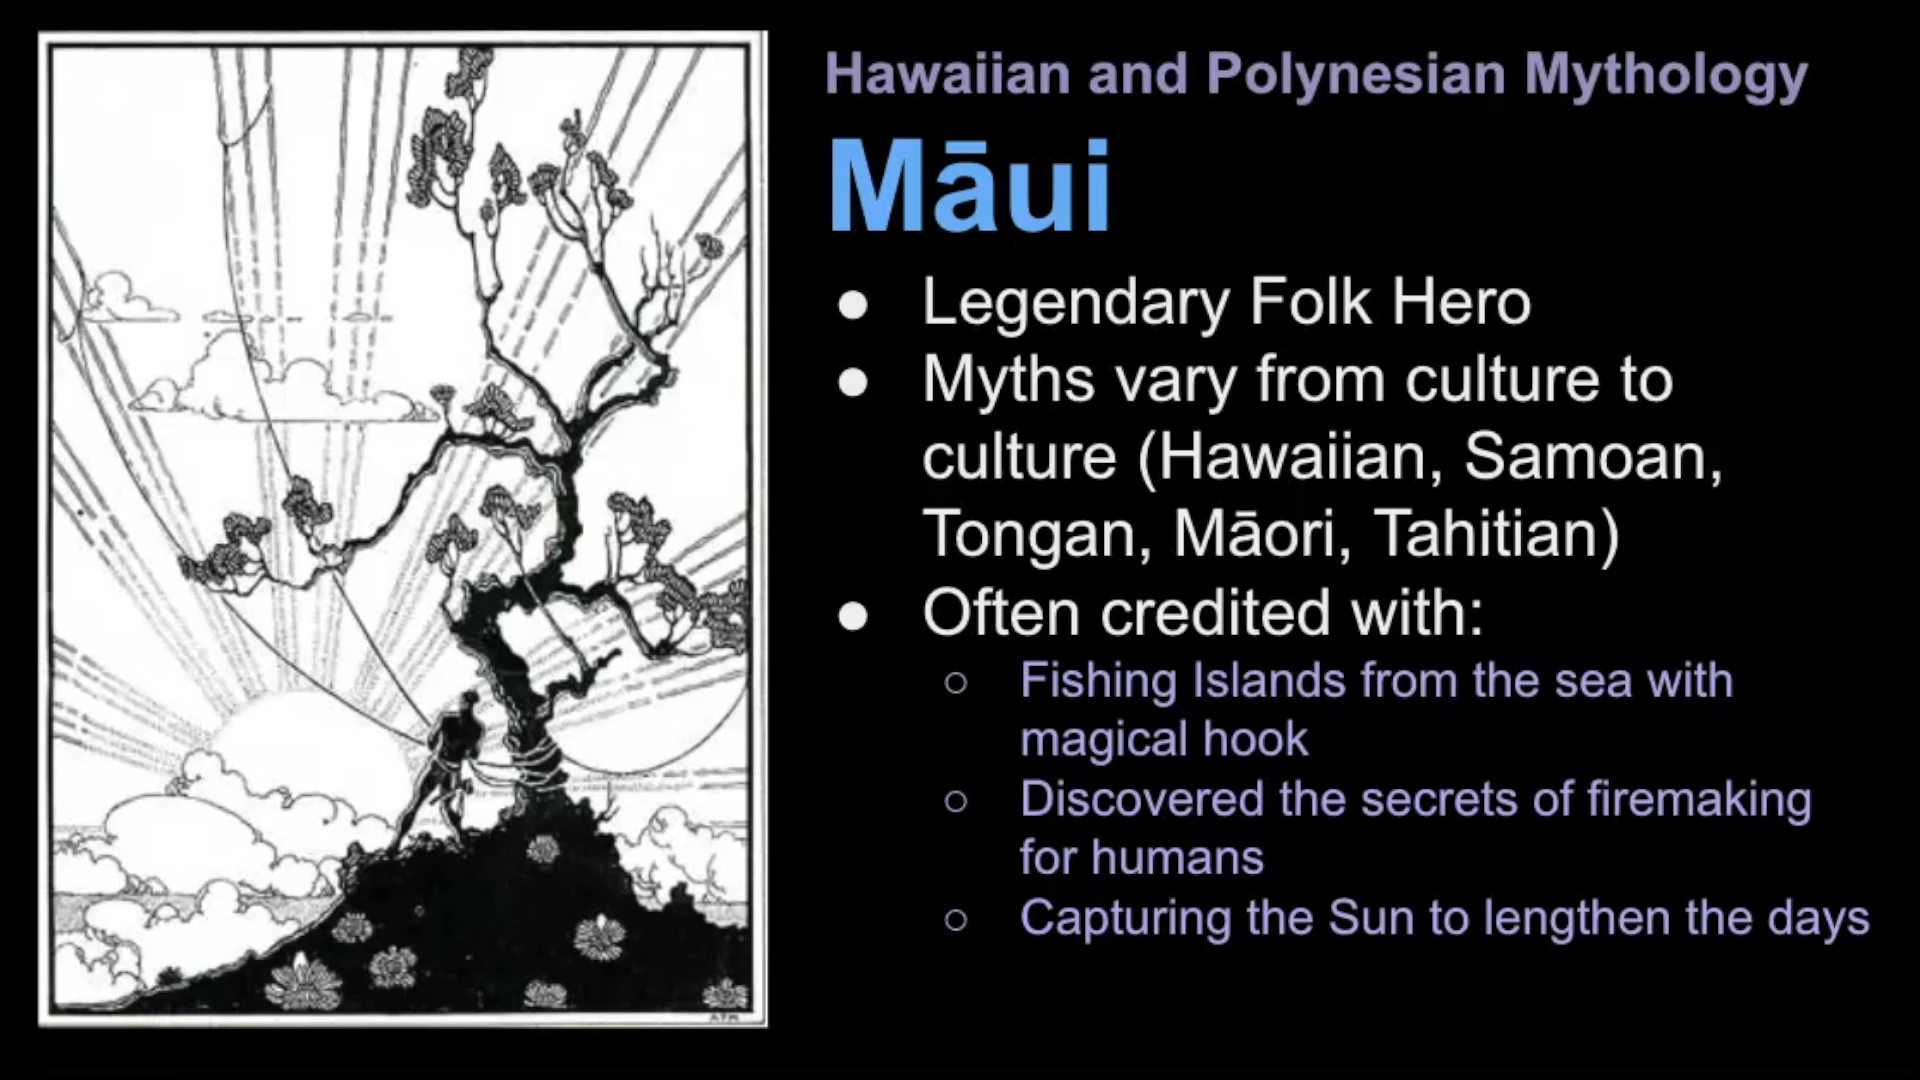 Hawaiian and Polynesian Mythology
Māui
● Legendary Folk Hero
● Myths vary from culture to
culture (Hawaiian, Samoan,
Tongan, Māori, Tahitian)
● Often credited with:
○ Fishing Islands from the sea with
magical hook
○ Discovered the secrets of firemaking
for humans
○ Capturing the Sun to lengthen the days